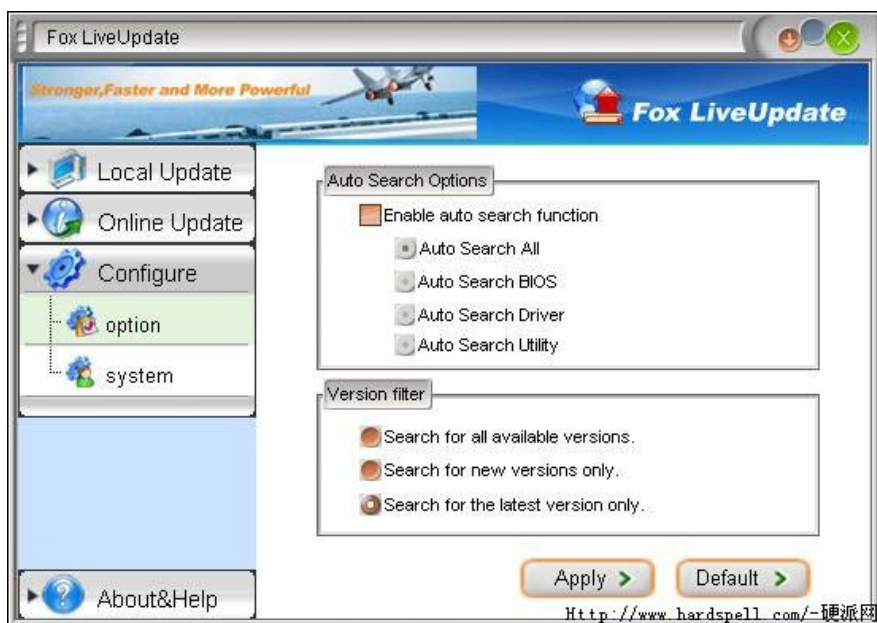 Fox LiveUpdate
Stronger,Faster and More Powerful
Fox LiveUpdate
Local Update
Online Update
Configure
option
system
About&Help
Auto Search Options
Enable auto search function
Auto Search All
Auto Search BIOS
Auto Search Driver
Auto Search Utility
Version filter
Search for all available versions.
Search for new versions only.
Search for the latest version only.
Apply
Default
Http://www.hardspell.com/-硬派网